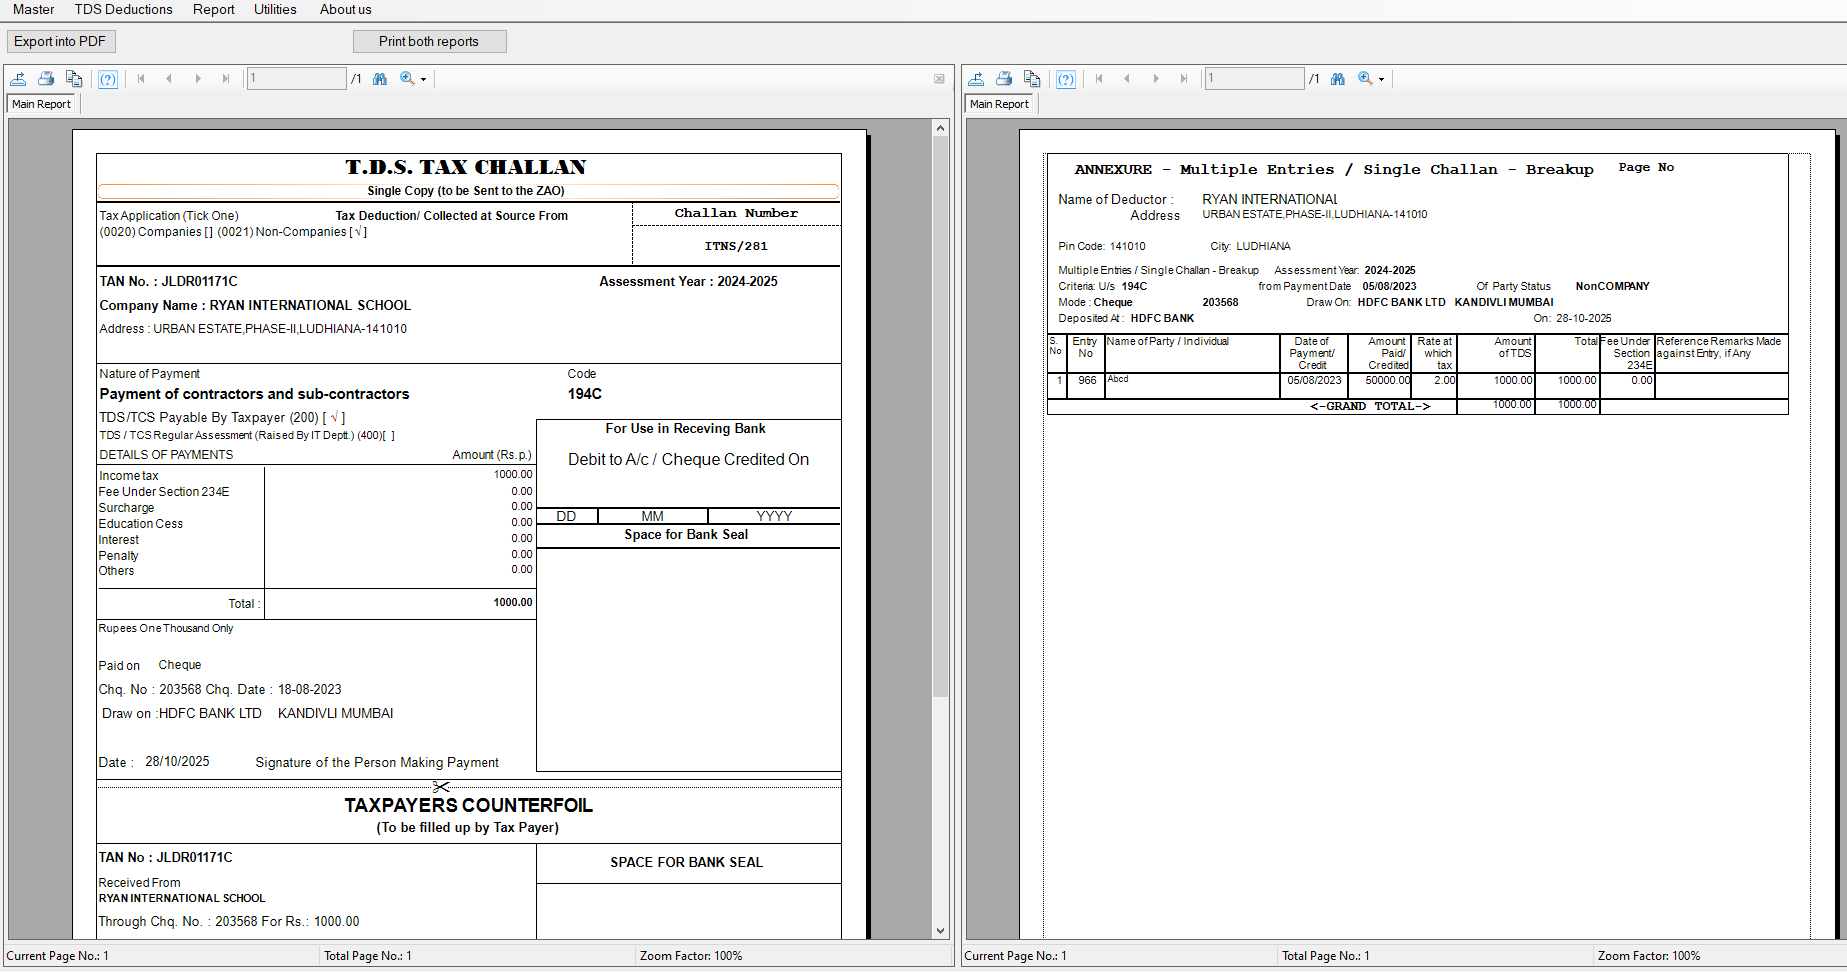 Master TDS Deductions Report Utilities About us
Export into PDF Print both reports
1 /1
Main Report
T.D.S. TAX CHALLAN
Single Copy (to be Sent to the ZAO)
Tax Application (Tick One) Tax Deduction/ Collected at Source From
(0020) Companies [ ] (0021) Non-Companies [ √ ]
Challan Number
ITNS/281
TAN No. : JLDR01171C Assessment Year : 2024-2025
Company Name : RYAN INTERNATIONAL SCHOOL
Address : URBAN ESTATE,PHASE-II,LUDHIANA-141010
Nature of Payment Code
Payment of contractors and sub-contractors 194C
TDS/TCS Payable By Taxpayer (200) [ √ ]
TDS / TCS Regular Assessment (Raised By IT Deptt.) (400)[ ]
DETAILS OF PAYMENTS Amount (Rs.p.)
Income tax 1000.00
Fee Under Section 234E 0.00
Surcharge 0.00
Education Cess 0.00
Interest 0.00
Penalty 0.00
Others 0.00
Total : 1000.00
Rupees One Thousand Only
Paid on Cheque
Chq. No : 203568 Chq. Date : 18-08-2023
Draw on :HDFC BANK LTD KANDIVLI MUMBAI
Date : 28/10/2025 Signature of the Person Making Payment
For Use in Receving Bank
Debit to A/c / Cheque Credited On
DD MM YYYY
Space for Bank Seal
TAXPAYERS COUNTERFOIL
(To be filled up by Tax Payer)
TAN No : JLDR01171C
SPACE FOR BANK SEAL
Received From
RYAN INTERNATIONAL SCHOOL
Through Chq. No. : 203568 For Rs.: 1000.00
Current Page No.: 1 Total Page No.: 1 Zoom Factor: 100%
1 /1
Main Report
ANNEXURE - Multiple Entries / Single Challan - Breakup Page No
Name of Deductor : RYAN INTERNATIONAL
Address URBAN ESTATE,PHASE-II,LUDHIANA-141010
Pin Code: 141010 City: LUDHIANA
Multiple Entries / Single Challan - Breakup Assessment Year: 2024-2025
Criteria: U/s 194C from Payment Date 05/08/2023 Of Party Status NonCOMPANY
Mode : Cheque 203568 Draw On: HDFC BANK LTD KANDIVLI MUMBAI
Deposited At : HDFC BANK On: 28-10-2025
S. No Entry No Name of Party / Individual Date of Payment/ Credit Amount Paid/ Credited Rate at which tax Amount of TDS Total Fee Under Section 234E Reference Remarks Made against Entry, if Any
1 966 Abcd 05/08/2023 50000.00 2.00 1000.00 1000.00 0.00
<-GRAND TOTAL-> 1000.00 1000.00
Current Page No.: 1 Total Page No.: 1 Zoom Factor: 100%